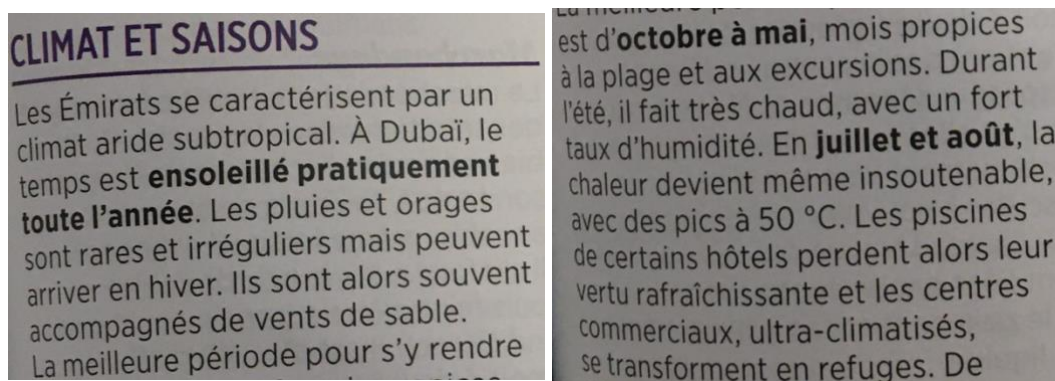 CLIMAT ET SAISONS
Les Émirats se caractérisent par un
climat aride subtropical. À Dubaï, le
temps est ensoleillé pratiquement
toute l'année. Les pluies et orages
sont rares et irréguliers mais peuvent
arriver en hiver. Ils sont alors souvent
accompagnés de vents de sable.
La meilleure période pour s'y rendre
est d'octobre à mai, mois propices
à la plage et aux excursions. Durant
l'été, il fait très chaud, avec un fort
taux d'humidité. En juillet et août, la
chaleur devient même insoutenable,
avec des pics à 50 °C. Les piscines
de certains hôtels perdent alors leur
vertu rafraîchissante et les centres
commerciaux, ultra-climatisés,
se transforment en refuges. De